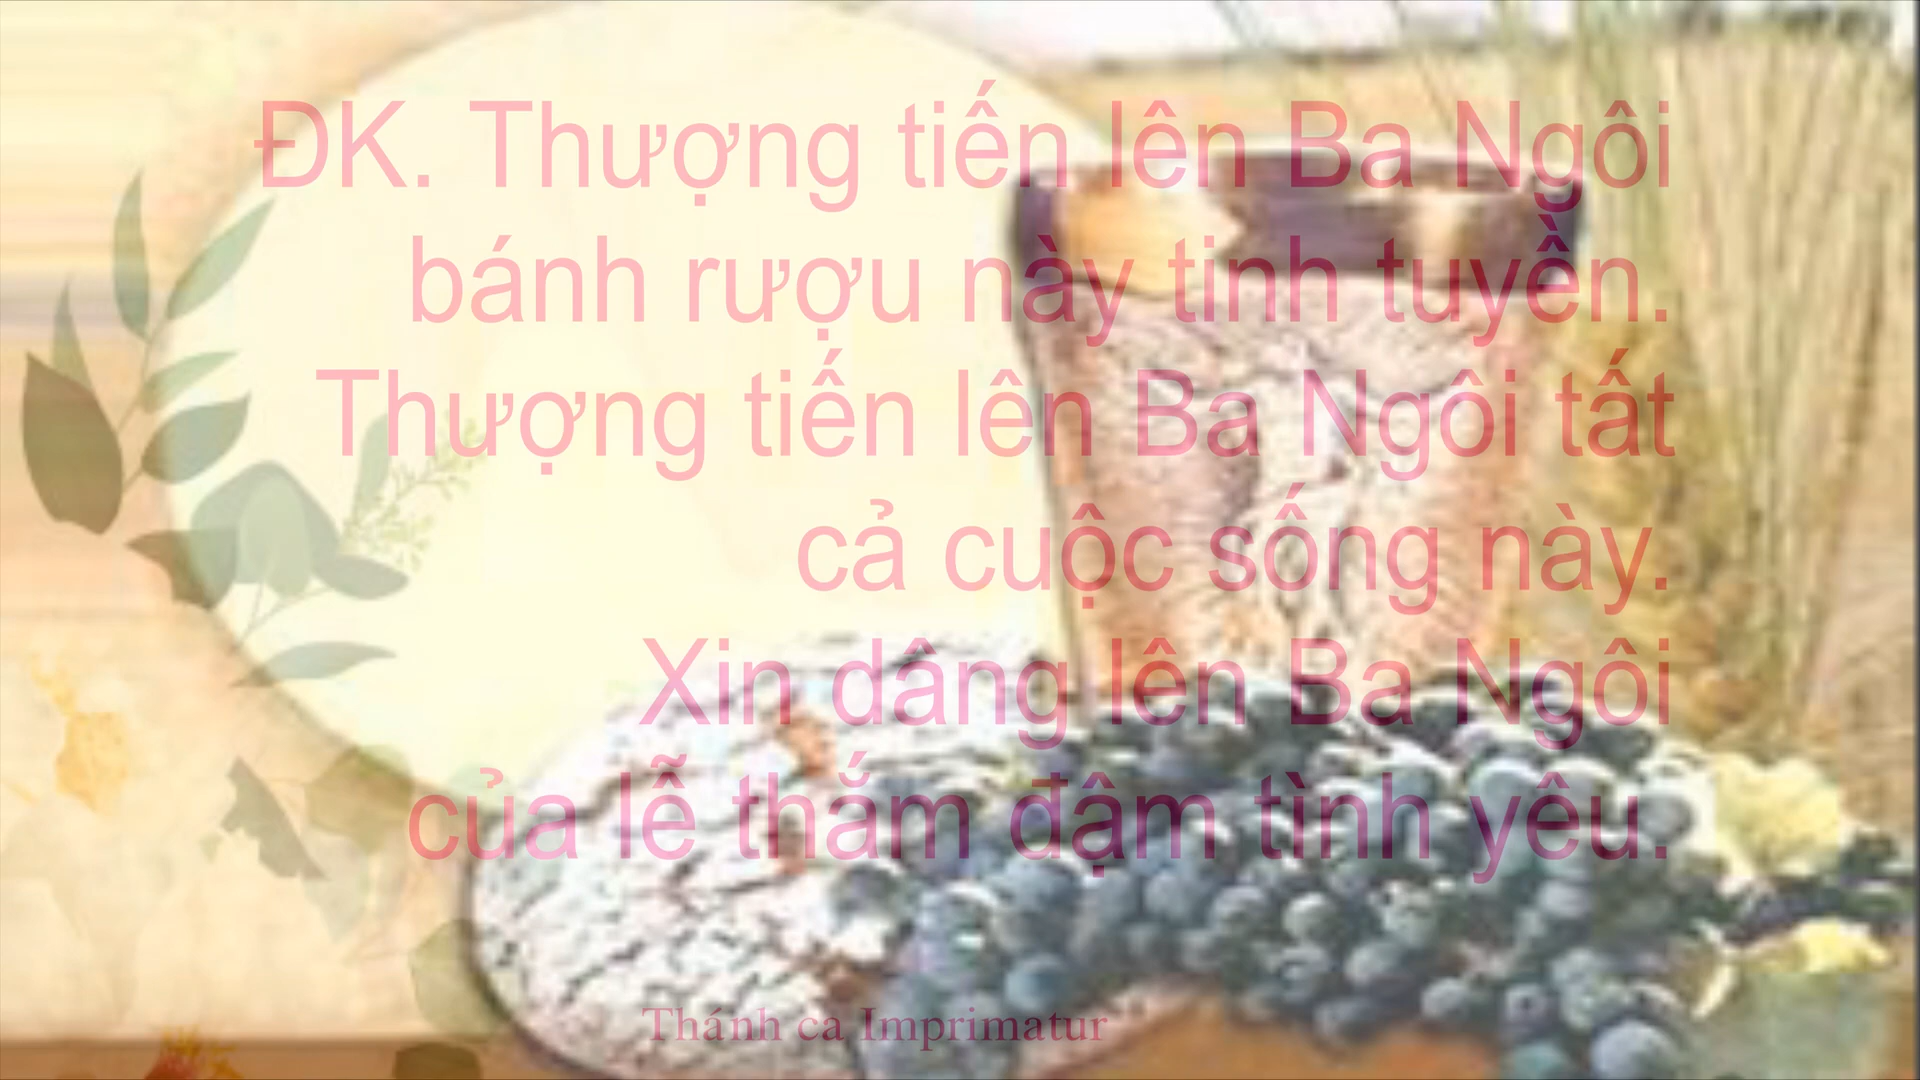 ĐK. Thượng tiến lên Ba Ngôi
bánh rượu này tinh tuyền.
Thượng tiến lên Ba Ngôi tất
cả cuộc sống này.
Xin dâng lên Ba Ngôi
của lễ thắm đậm tình yêu.
Thánh ca Imprimatur